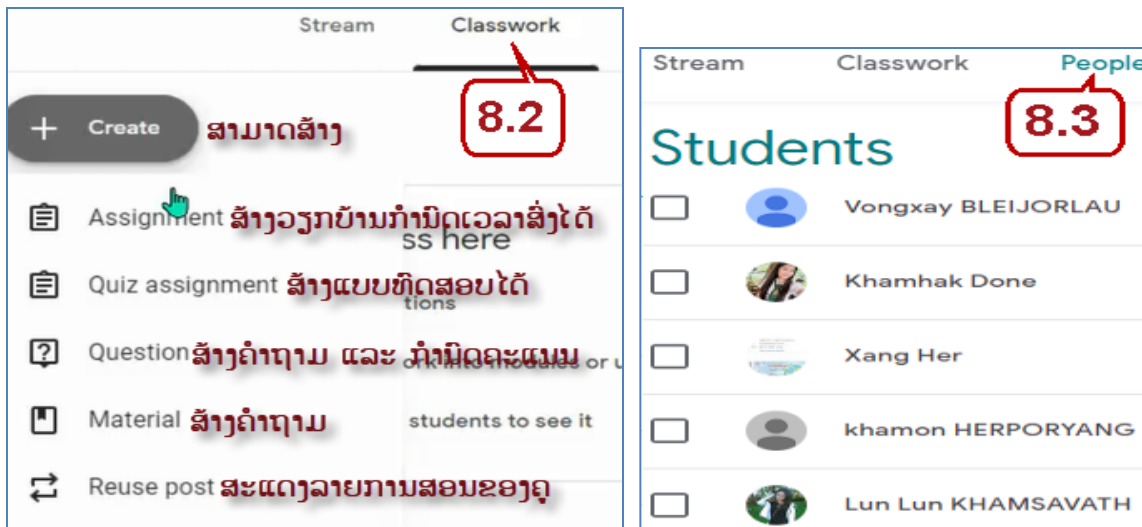 Stream Classwork
8.2
+ Create ສາມາດສ້າງ
Assignment ສ້າງວຽກບ້ານກຳນົດເວລາສົ່ງໄດ້
ss here
Quiz assignment ສ້າງແບບທົດສອບໄດ້
tions
Question ສ້າງຄຳຖາມ ແລະ ກຳນົດຄະແນນ
ork into modules or u
Material ສ້າງຄຳຖາມ
students to see it
Reuse post ສະແດງລາຍການສອນຂອງຄູ
Stream Classwork People
8.3
Students
Vongxay BLEIJORLAU
Khamhak Done
Xang Her
khamon HERPORYANG
Lun Lun KHAMSAVATH